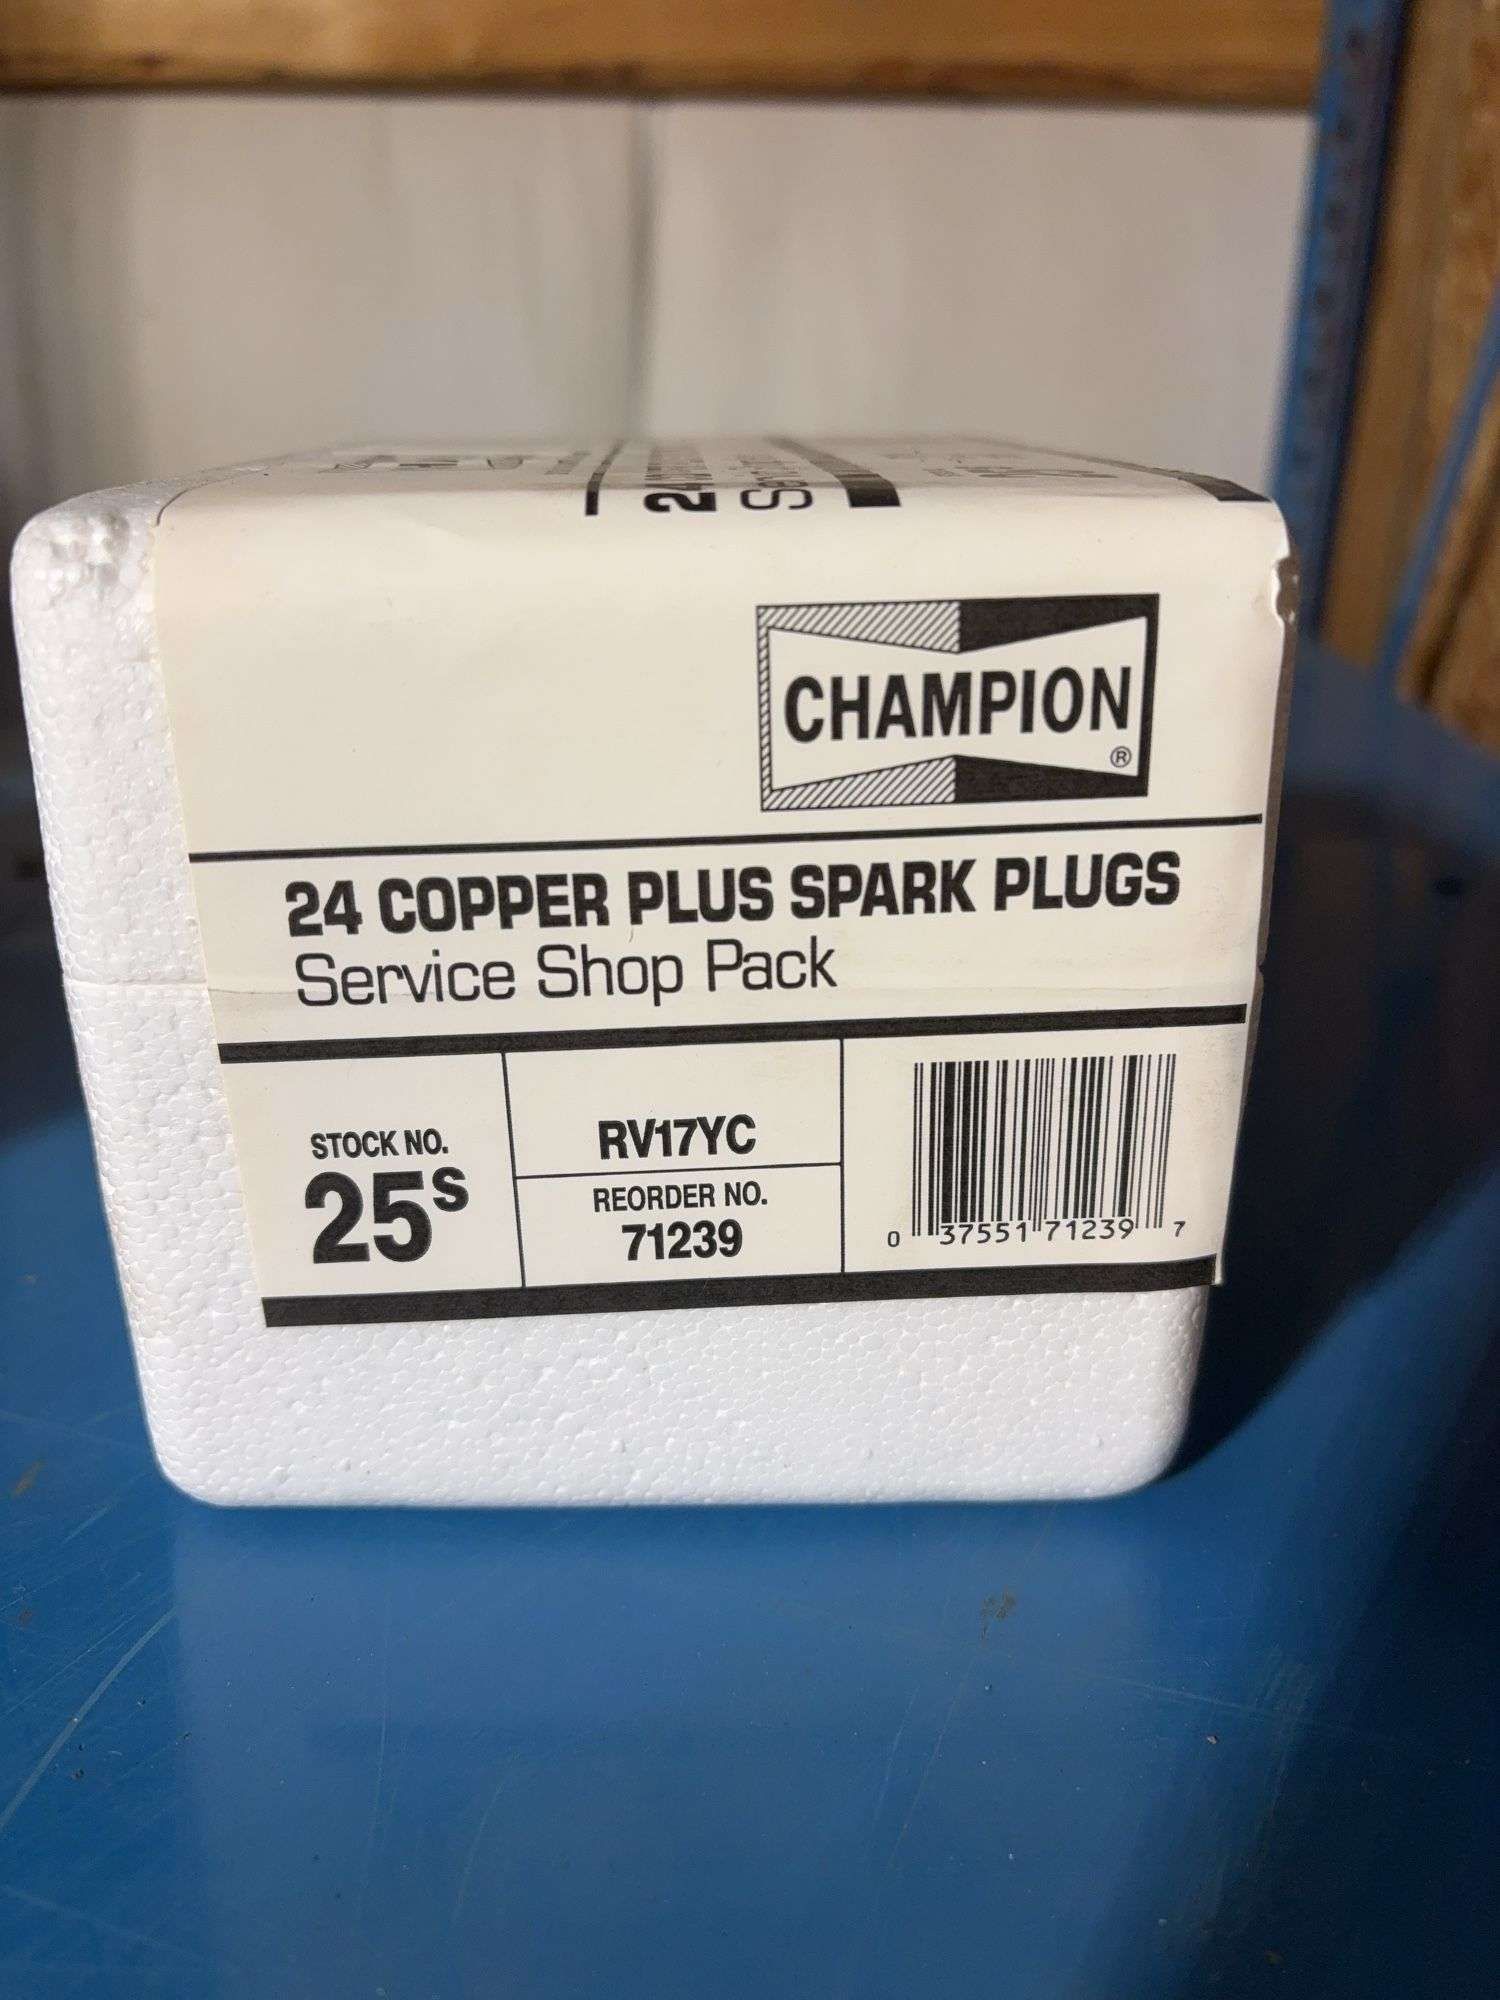 24
CHAMPION
®
24 COPPER PLUS SPARK PLUGS
Service Shop Pack
STOCK NO.
25S
RV17YC
REORDER NO.
71239
0 37551 71239 7